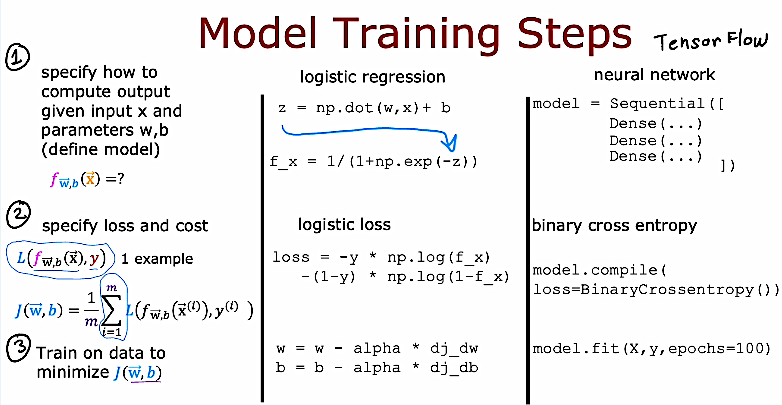 Model Training Steps TensorFlow
1
specify how to
compute output
given input x and
parameters w,b
(define model)
f_{\vec{w},b}(\vec{x}) =?
logistic regression
z = np.dot(w,x)+ b
f_x = 1/(1+np.exp(-z))
neural network
model = Sequential([
Dense(...)
Dense(...)
Dense(...)
])
2
specify loss and cost
L(f_{\vec{w},b}(\vec{x}),y) 1 example
J(\vec{w},b) = \frac{1}{m}\sum_{i=1}^{m} L(f_{\vec{w},b}(\vec{x}^{(i)}),y^{(i)})
logistic loss
loss = -y * np.log(f_x)
-(1-y) * np.log(1-f_x)
binary cross entropy
model.compile(
loss=BinaryCrossentropy())
3
Train on data to
minimize J(\vec{w},b)
w = w - alpha * dj_dw
b = b - alpha * dj_db
model.fit(X,y,epochs=100)